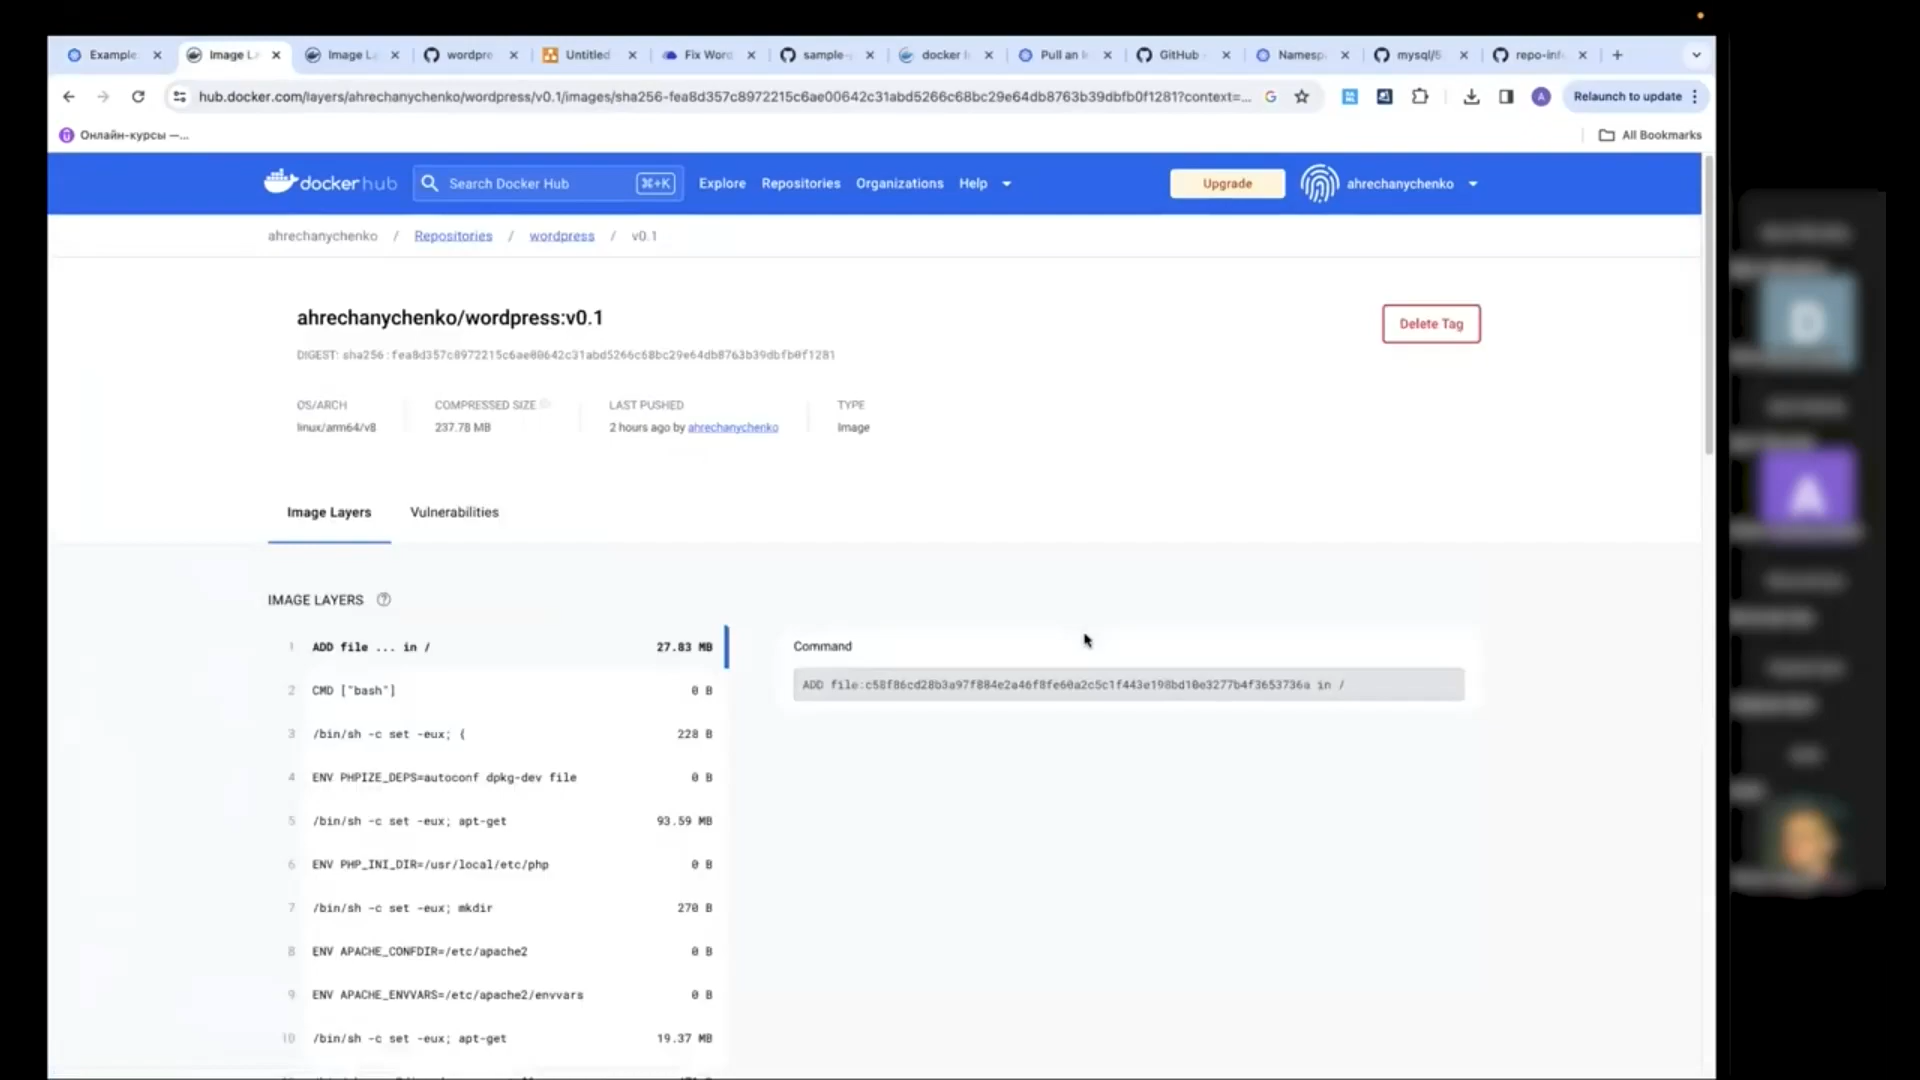 Example
Image La
Image La
wordpre
Untitled
Fix Word
sample-
docker
Pull an
GitHub
Namesp
mysql/5
repo-inf
hub.docker.com/layers/ahrechanychenko/wordpress/v0.1/images/sha256-fea8d357c8972215c6ae00642c31abd5266c68bc29e64db8763b39dbfb0f1281?context=...
A
Relaunch to update
Онлайн-курсы —...
All Bookmarks
dockerhub
Search Docker Hub
⌘+K
Explore
Repositories
Organizations
Help
Upgrade
ahrechanychenko
ahrechanychenko / Repositories / wordpress / v0.1
ahrechanychenko/wordpress:v0.1
Delete Tag
DIGEST: sha256:fea8d357c8972215c6ae00642c31abd5266c68bc29e64db8763b39dbfb0f1281
OS/ARCH
linux/arm64/v8
COMPRESSED SIZE
237.78 MB
LAST PUSHED
2 hours ago by ahrechanychenko
TYPE
Image
Image Layers
Vulnerabilities
IMAGE LAYERS
1 ADD file ... in / 27.83 MB
2 CMD ["bash"] 0 B
3 /bin/sh -c set -eux; { 228 B
4 ENV PHPIZE_DEPS=autoconf dpkg-dev file 0 B
5 /bin/sh -c set -eux; apt-get 93.59 MB
6 ENV PHP_INI_DIR=/usr/local/etc/php 0 B
7 /bin/sh -c set -eux; mkdir 270 B
8 ENV APACHE_CONFDIR=/etc/apache2 0 B
9 ENV APACHE_ENVVARS=/etc/apache2/envvars 0 B
10 /bin/sh -c set -eux; apt-get 19.37 MB
Command
ADD file:c58f86cd28b3a97f884e2a46f8fe60a2c5c1f443e198bd10e3277b4f3653736a in /
D
A